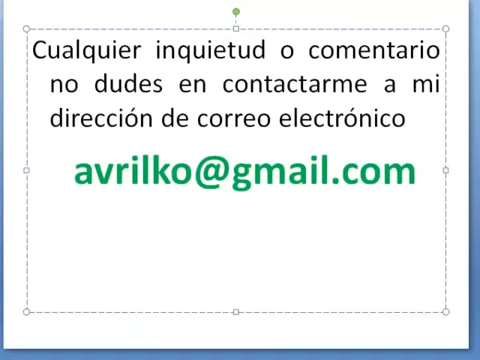 Cualquier inquietud o comentario
no dudes en contactarme a mi
dirección de correo electrónico
avrilko@gmail.com